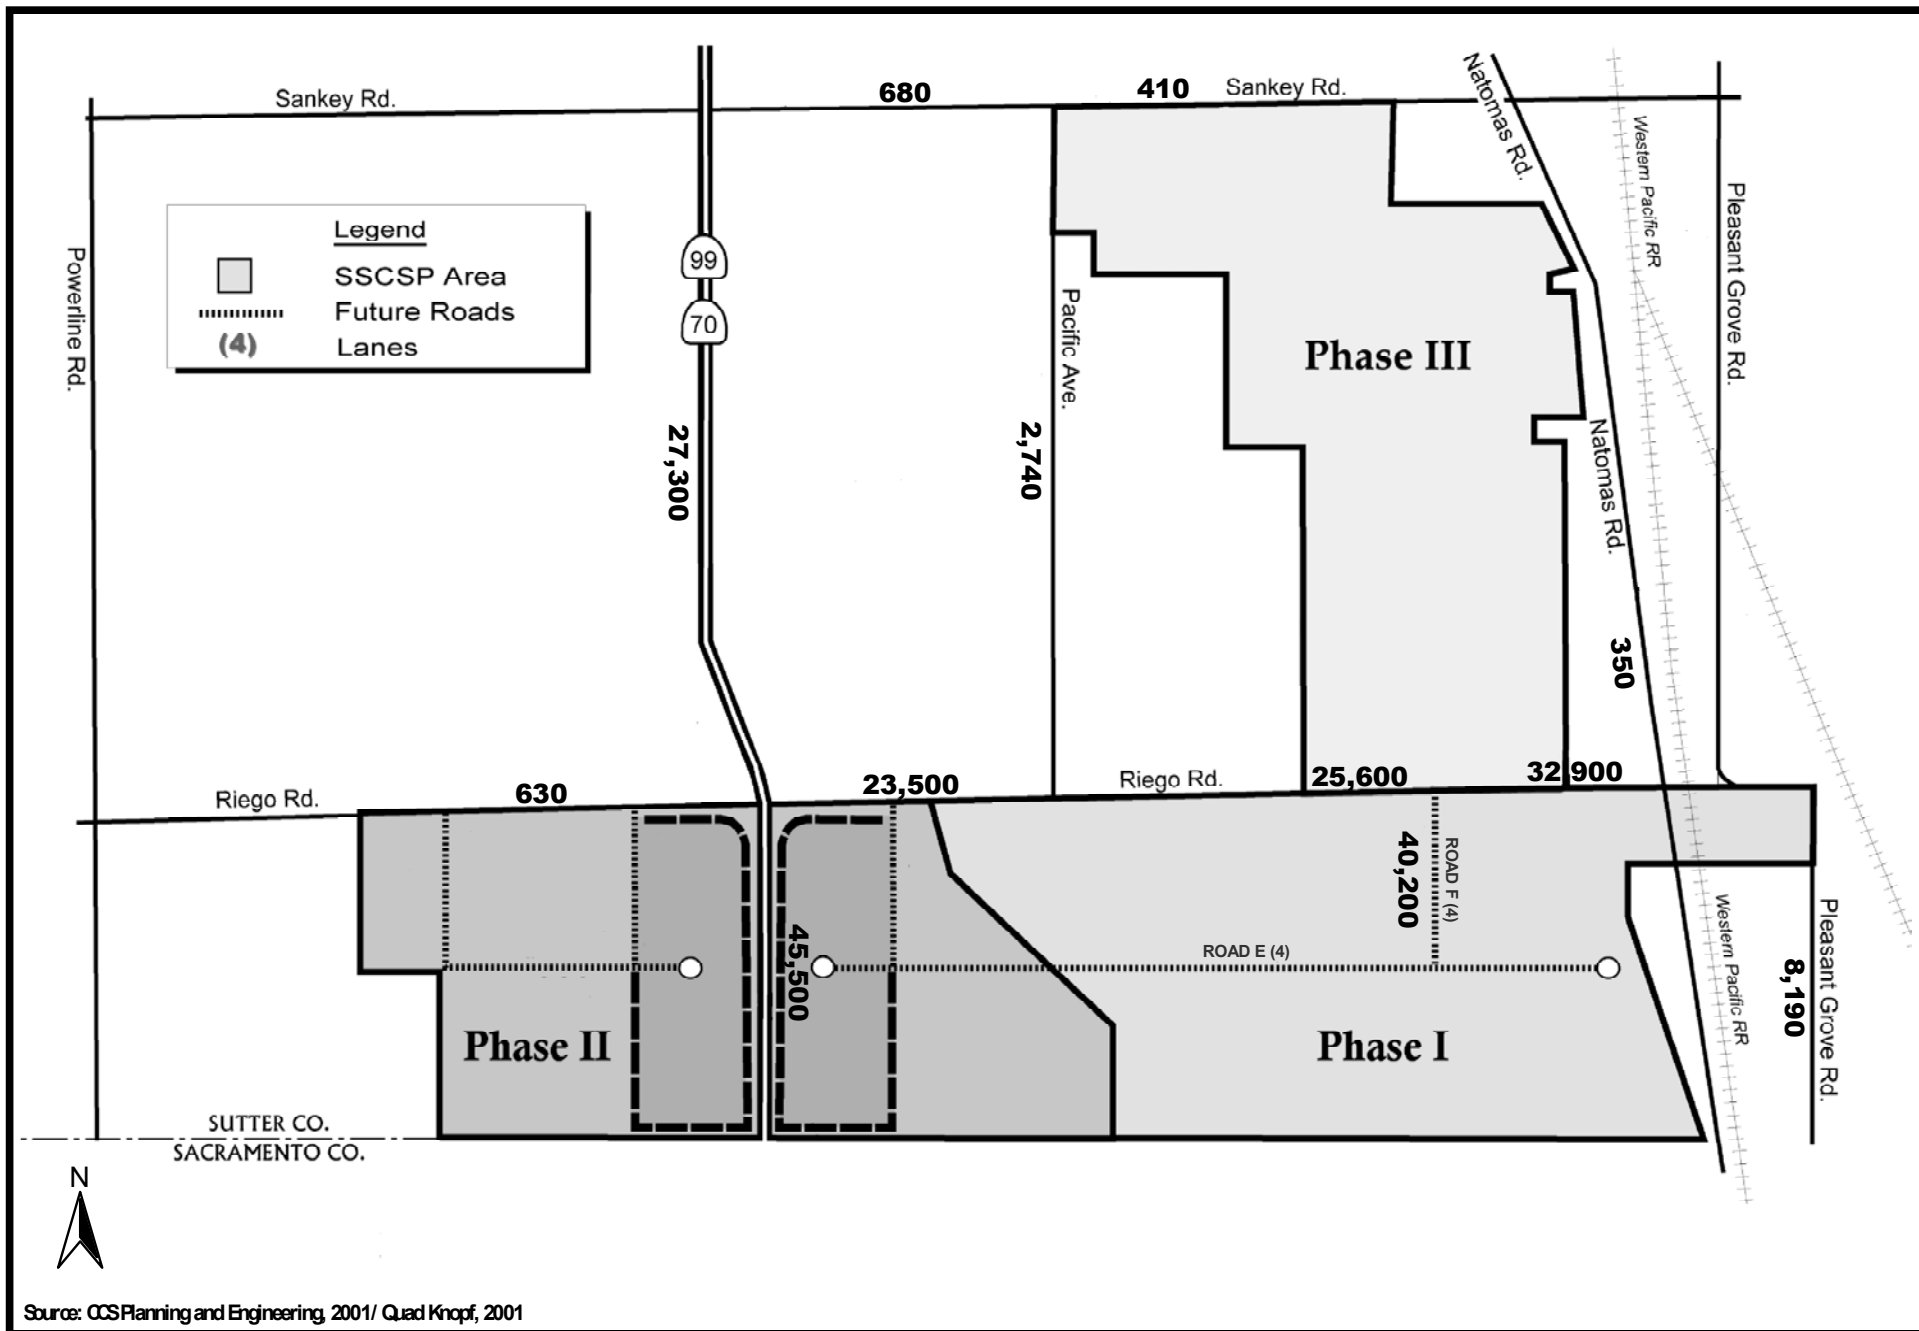 Sankey Rd.
680
410
Sankey Rd.
Natomas Rd.
Western Pacific RR
Pleasant Grove Rd.
Powerline Rd.
Legend
SSCSP Area
Future Roads
(4) Lanes
99
70
Pacific Ave.
Phase III
27,300
2,740
Natomas Rd.
350
Riego Rd.
630
23,500
Riego Rd.
25,600
32,900
40,200
ROAD F (4)
ROAD E (4)
45,500
Western Pacific RR
8,190
Pleasant Grove Rd.
Phase II
Phase I
SUTTER CO.
SACRAMENTO CO.
N
Source: CCS Planning and Engineering, 2001/ Quad Knopf, 2001